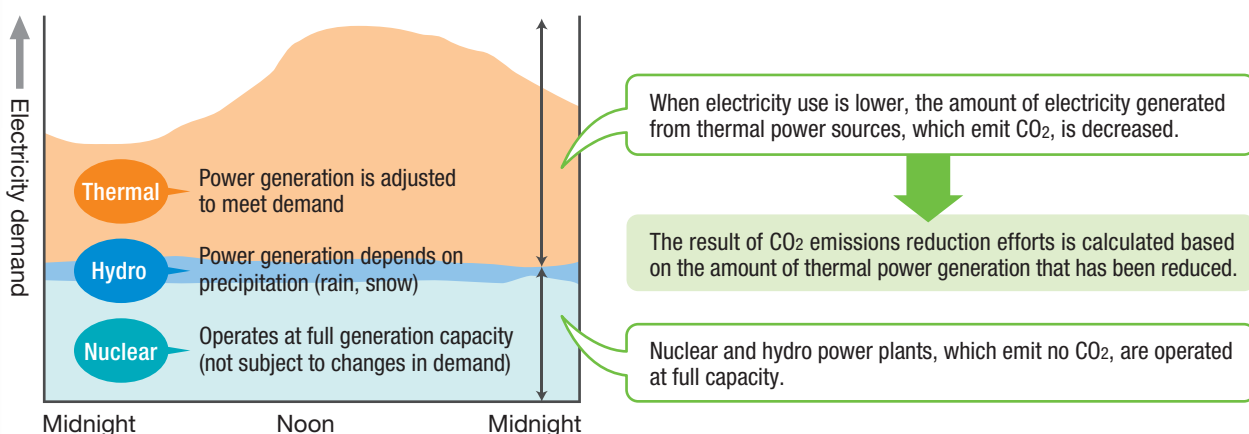 Electricity demand
Thermal
Power generation is adjusted
to meet demand
Hydro
Power generation depends on
precipitation (rain, snow)
Nuclear
Operates at full generation capacity
(not subject to changes in demand)
Midnight
Noon
Midnight
When electricity use is lower, the amount of electricity generated
from thermal power sources, which emit CO₂, is decreased.
The result of CO₂ emissions reduction efforts is calculated based
on the amount of thermal power generation that has been reduced.
Nuclear and hydro power plants, which emit no CO₂, are operated
at full capacity.